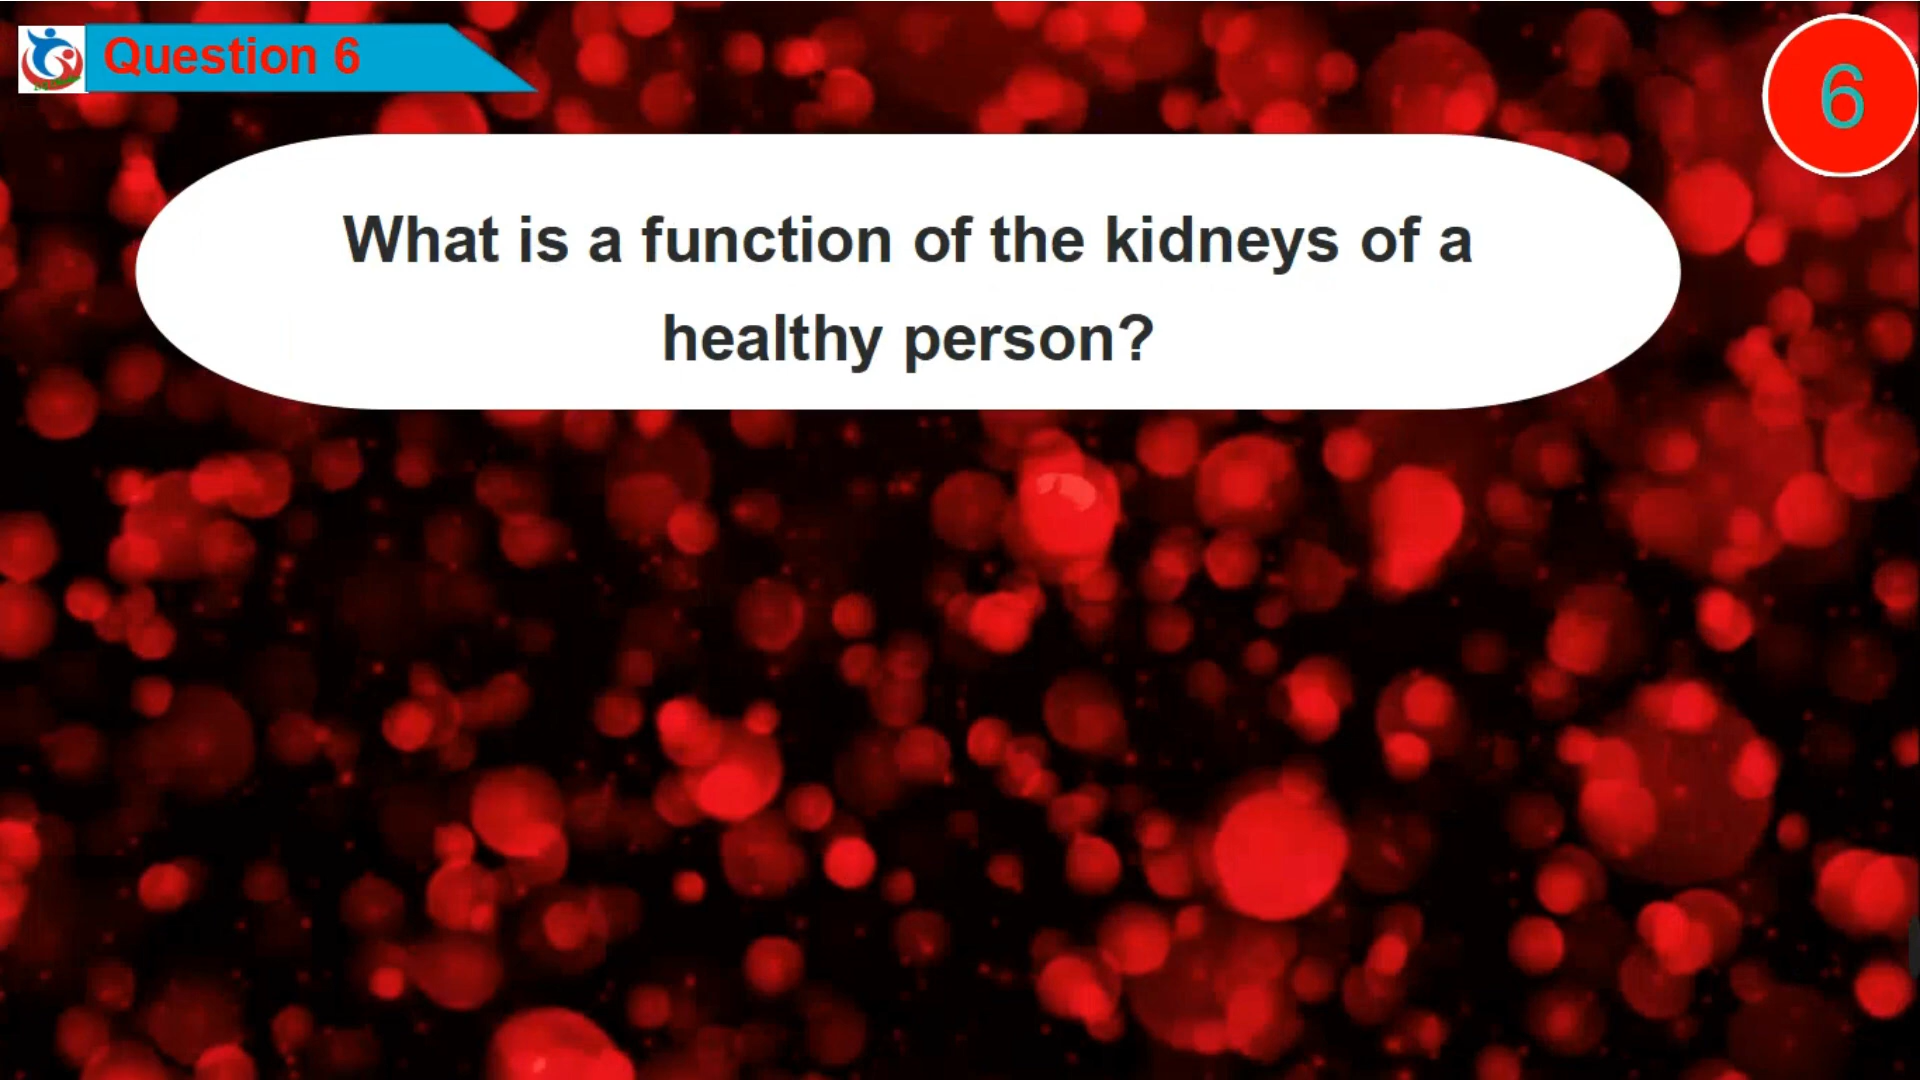 Question 6
6
What is a function of the kidneys of a
healthy person?